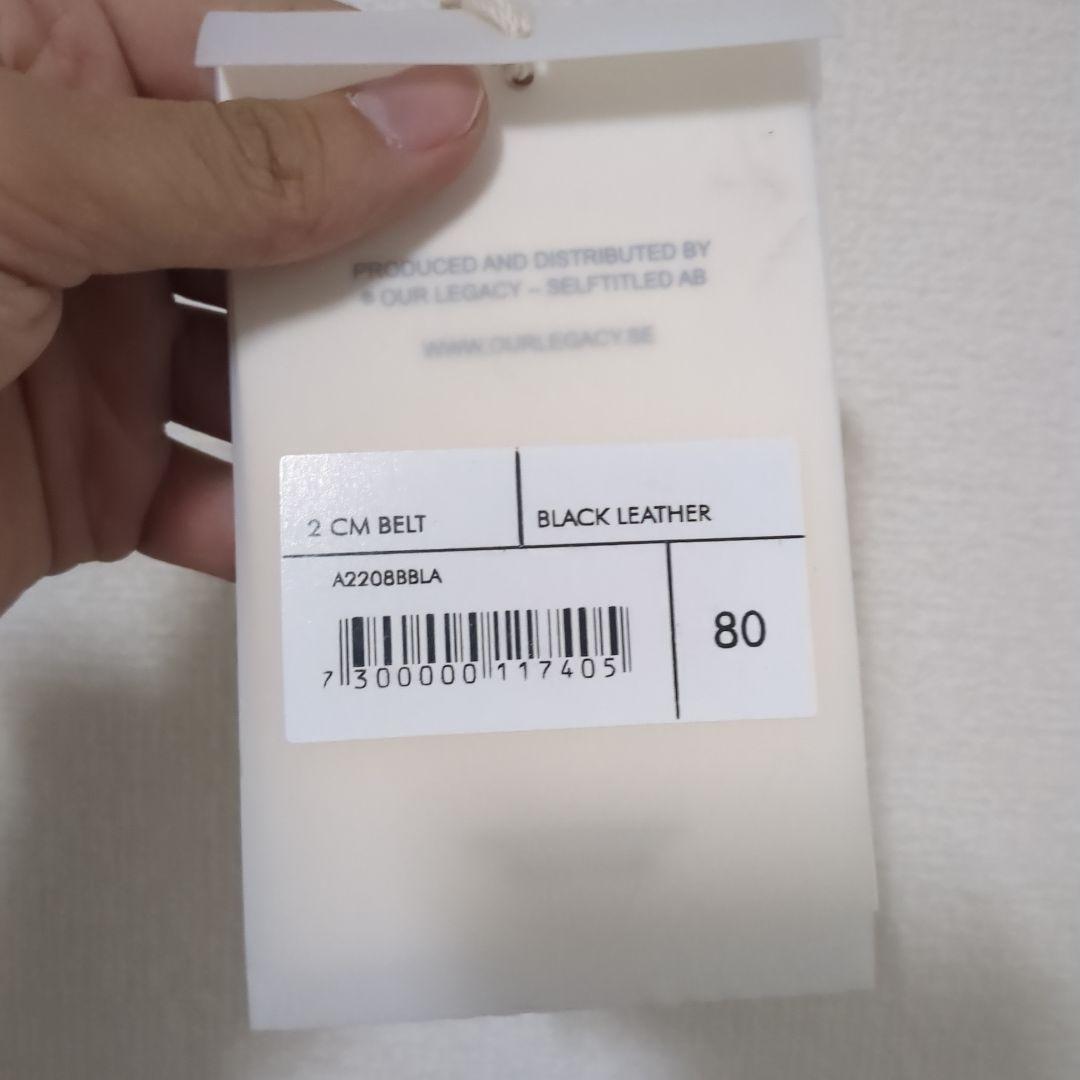 PRODUCED AND DISTRIBUTED BY
® OUR LEGACY – SELFTITLED AB
WWW.OURLEGACY.SE
2 CM BELT
BLACK LEATHER
A2208BBLA
80
7 300000 117405